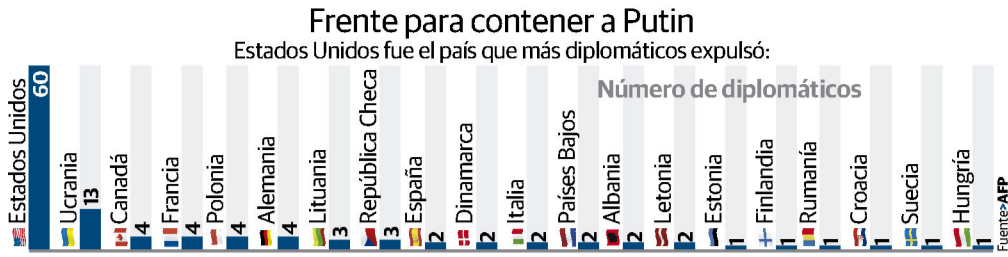 Frente para contener a Putin
Estados Unidos fue el país que más diplomáticos expulsó:
Número de diplomáticos
Estados Unidos
60
Ucrania
13
Canadá
4
Francia
4
Polonia
4
Alemania
4
Lituania
3
República Checa
3
España
2
Dinamarca
2
Italia
2
Países Bajos
2
Albania
2
Letonia
2
Estonia
1
Finlandia
1
Rumanía
1
Croacia
1
Suecia
1
Hungría
1
Fuente>AFP